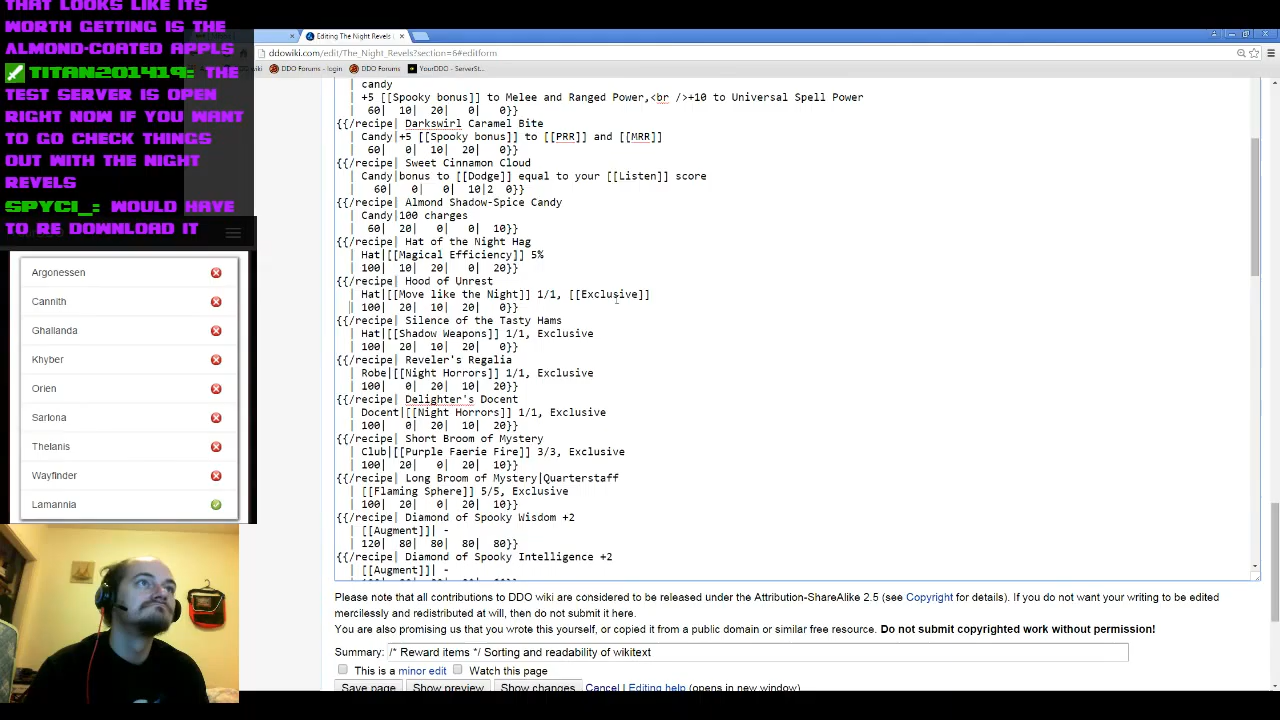 THAT LOOKS LIKE ITS
WORTH GETTING IS THE
ALMOND-COATED APPLS
TITAN201419: THE
TEST SERVER IS OPEN
RIGHT NOW IF YOU WANT
TO GO CHECK THINGS
OUT WITH THE NIGHT
REVELS
SPYCI_: WOULD HAVE
TO RE DOWNLOAD IT
Argonessen
Cannith
Ghallanda
Khyber
Orien
Sarlona
Thelanis
Wayfinder
Lamannia
Editing The Night Revels
ddowiki.com/edit/The_Night_Revels?section=6#editform
DDO Forums - login
DDO Forums
YourDDO - ServerSt...
| candy
| +5 [[Spooky bonus]] to Melee and Ranged Power,<br />+10 to Universal Spell Power
| 60| 10| 20| 0| 0}}
{{/recipe| Darkswirl Caramel Bite
| Candy|+5 [[Spooky bonus]] to [[PRR]] and [[MRR]]
| 60| 0| 10| 20| 0}}
{{/recipe| Sweet Cinnamon Cloud
| Candy|bonus to [[Dodge]] equal to your [[Listen]] score
| 60| 0| 0| 10|2 0}}
{{/recipe| Almond Shadow-Spice Candy
| Candy|100 charges
| 60| 20| 0| 0| 0}}
{{/recipe| Hat of the Night Hag
| Hat|[[Magical Efficiency]] 5%
| 100| 10| 20| 0| 20}}
{{/recipe| Hood of Unrest
| Hat|[[Move like the Night]] 1/1, [[Exclusive]]
| 100| 20| 10| 20| 0}}
{{/recipe| Silence of the Tasty Hams
| Hat|[[Shadow Weapons]] 1/1, Exclusive
| 100| 20| 10| 20| 0}}
{{/recipe| Reveler's Regalia
| Robe|[[Night Horrors]] 1/1, Exclusive
| 100| 0| 20| 10| 20}}
{{/recipe| Delighter's Docent
| Docent|[[Night Horrors]] 1/1, Exclusive
| 100| 0| 20| 10| 20}}
{{/recipe| Short Broom of Mystery
| Club|[[Purple Faerie Fire]] 3/3, Exclusive
| 100| 20| 0| 20| 10}}
{{/recipe| Long Broom of Mystery|Quarterstaff
| [[Flaming Sphere]] 5/5, Exclusive
| 100| 20| 0| 20| 10}}
{{/recipe| Diamond of Spooky Wisdom +2
| [[Augment]]| -
| 120| 80| 80| 80| 80}}
{{/recipe| Diamond of Spooky Intelligence +2
| [[Augment]]| -
Please note that all contributions to DDO wiki are considered to be released under the Attribution-ShareAlike 2.5 (see Copyright for details). If you do not want your writing to be edited
mercilessly and redistributed at will, then do not submit it here.
You are also promising us that you wrote this yourself, or copied it from a public domain or similar free resource. Do not submit copyrighted work without permission!
Summary: /* Reward items */ Sorting and readability of wikitext
This is a minor edit Watch this page
Save page Show preview Show changes Cancel | Editing help (opens in new window)